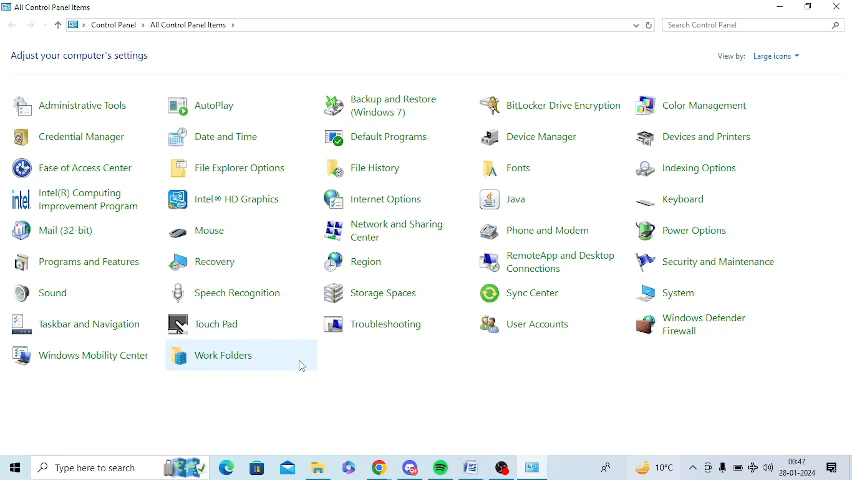 All Control Panel Items
Control Panel > All Control Panel Items >
Search Control Panel
Adjust your computer's settings
View by: Large icons
Administrative Tools
AutoPlay
Backup and Restore
(Windows 7)
BitLocker Drive Encryption
Color Management
Credential Manager
Date and Time
Default Programs
Device Manager
Devices and Printers
Ease of Access Center
File Explorer Options
File History
Fonts
Indexing Options
Intel(R) Computing
Improvement Program
Intel® HD Graphics
Internet Options
Java
Keyboard
Mail (32-bit)
Mouse
Network and Sharing
Center
Phone and Modem
Power Options
Programs and Features
Recovery
Region
RemoteApp and Desktop
Connections
Security and Maintenance
Sound
Speech Recognition
Storage Spaces
Sync Center
System
Taskbar and Navigation
Touch Pad
Troubleshooting
User Accounts
Windows Defender
Firewall
Windows Mobility Center
Work Folders
Type here to search
10°C
00:47
28-01-2024